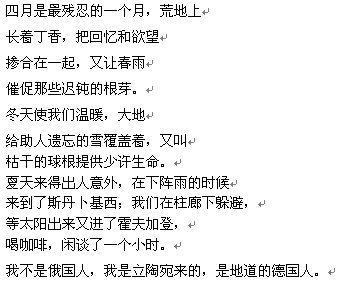 四月是最残忍的一个月，荒地上
长着丁香，把回忆和欲望
掺合在一起，又让春雨
催促那些迟钝的根芽。
冬天使我们温暖，大地
给助人遗忘的雪覆盖着，又叫
枯干的球根提供少许生命。
夏天来得出人意外，在下阵雨的时候
来到了斯丹卜基西；我们在柱廊下躲避，
等太阳出来又进了霍夫加登，
喝咖啡，闲谈了一个小时。
我不是俄国人，我是立陶宛来的，是地道的德国人。